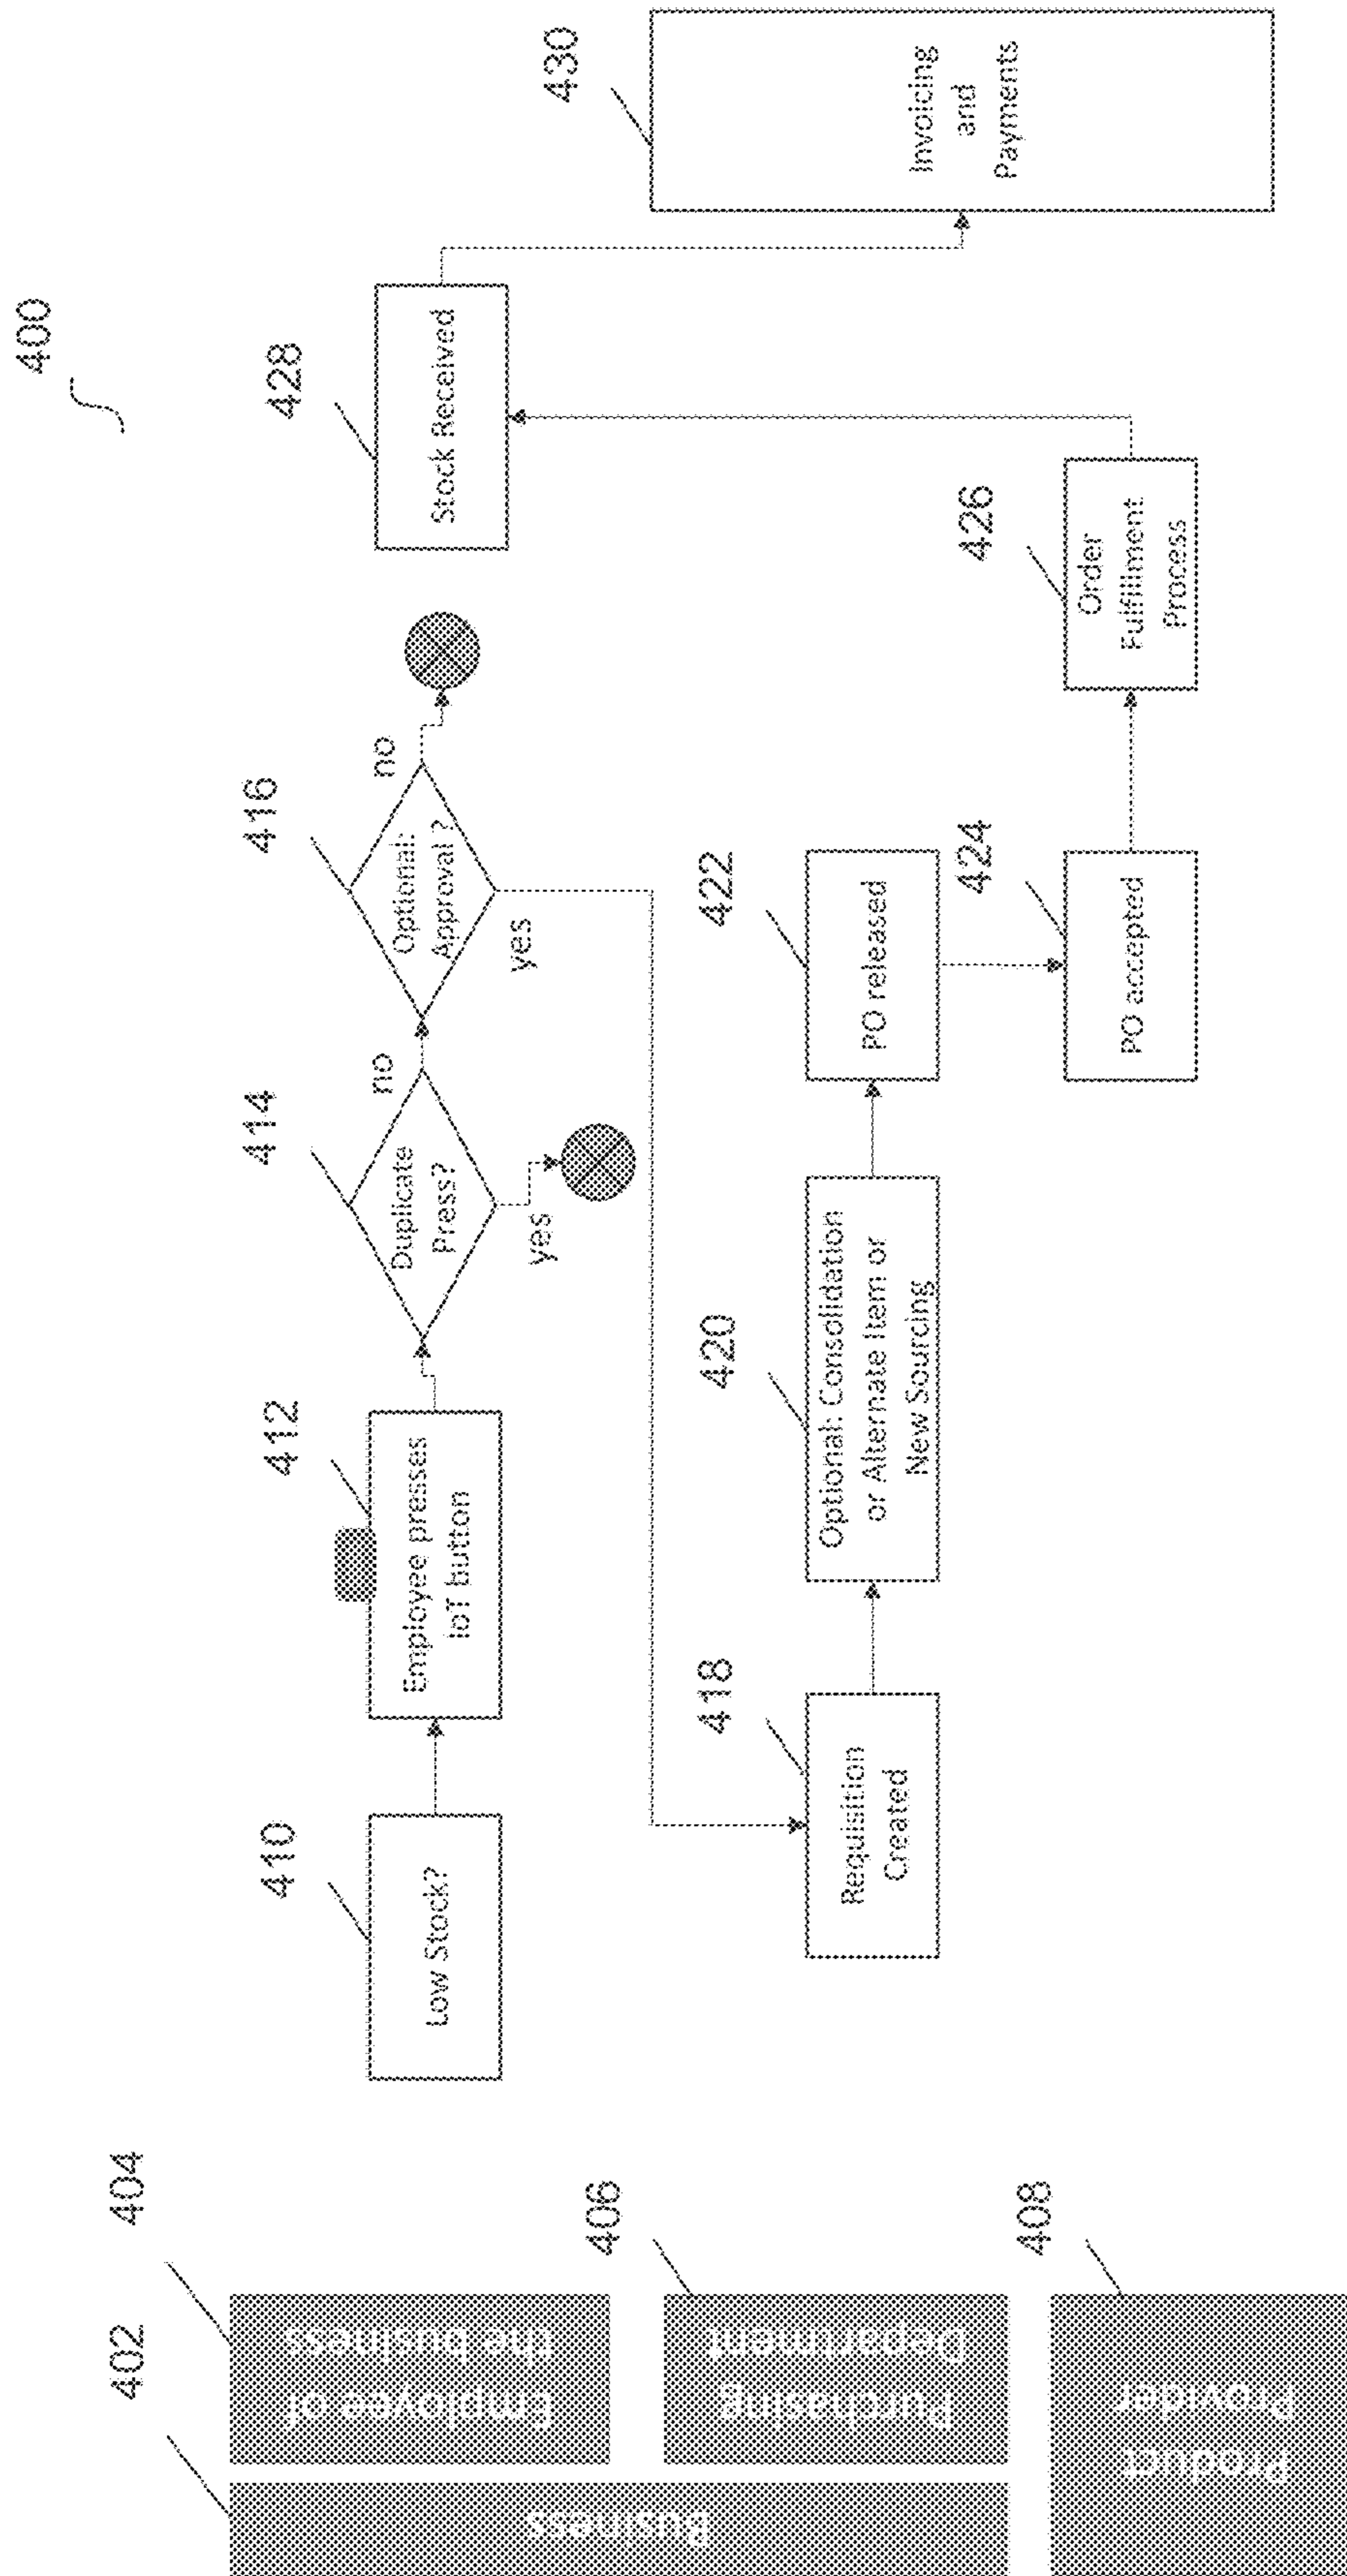 400
402
404
Business
Employee of
the business
406
Purchasing
Department
408
Product
Provider
410
Low Stock?
412
Employee presses
IoT button
414
Duplicate
Press?
yes
no
416
Optional:
Approval ?
yes
no
418
Requisition
Created
420
Optional: Consolidation
or Alternate Item or
New Sourcing
422
PO released
424
PO accepted
426
Order
Fulfillment
Process
428
Stock Received
430
Invoicing
and
Payments